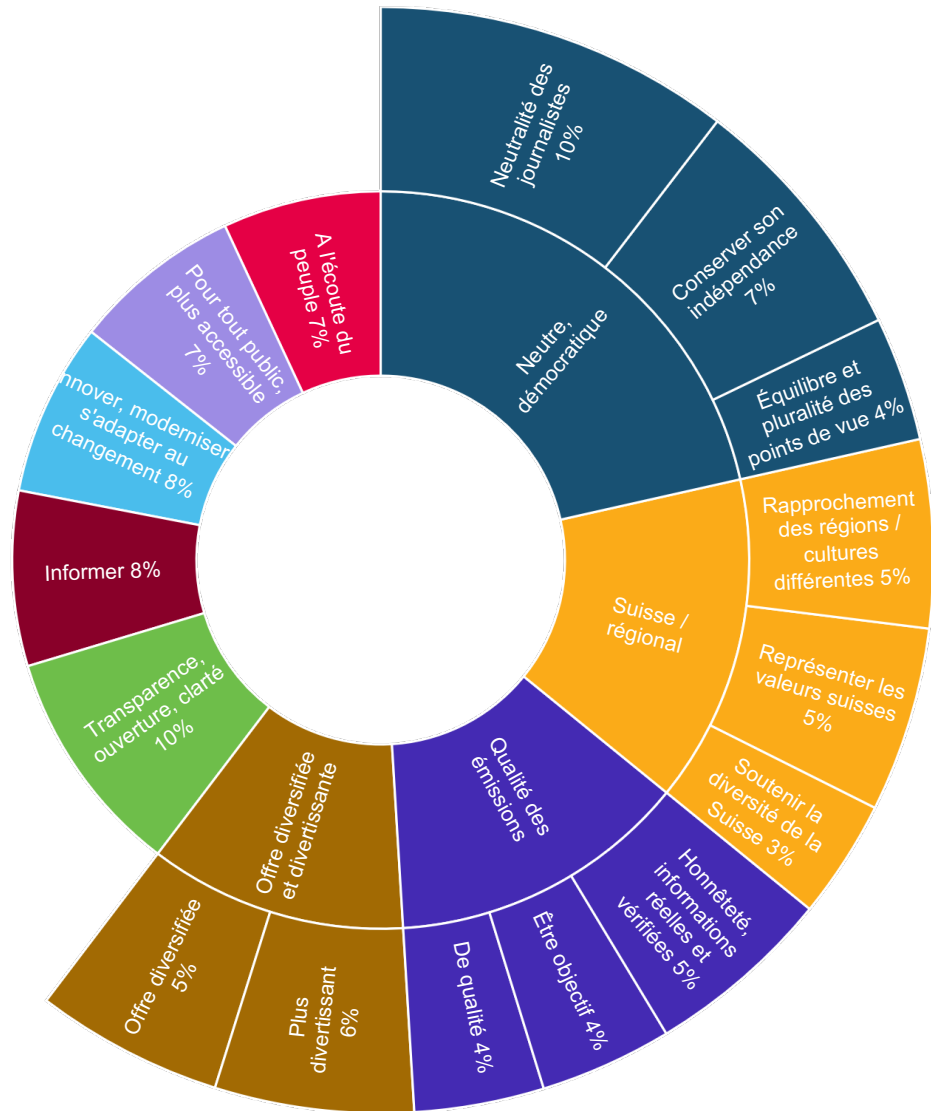 Neutralité des
journalistes
10%
Conserver son
indépendance
7%
Équilibre et
pluralité des
points de vue 4%
Neutre,
démocratique
Rapprochement
des régions /
cultures
différentes 5%
Représenter les
valeurs suisses
5%
Soutenir la
diversité de la
Suisse 3%
Suisse /
régional
Honnêteté,
informations
réelles et
vérifiées 5%
Être objectif 4%
De qualité 4%
Qualité des
émissions
Plus
divertissant
6%
Offre diversifiée
5%
Offre diversifiée
et divertissante
Transparence,
ouverture, clarté
10%
Informer 8%
nnover, moderniser
s'adapter au
changement 8%
Pour tout public,
plus accessible
7%
A l'écoute du
peuple 7%